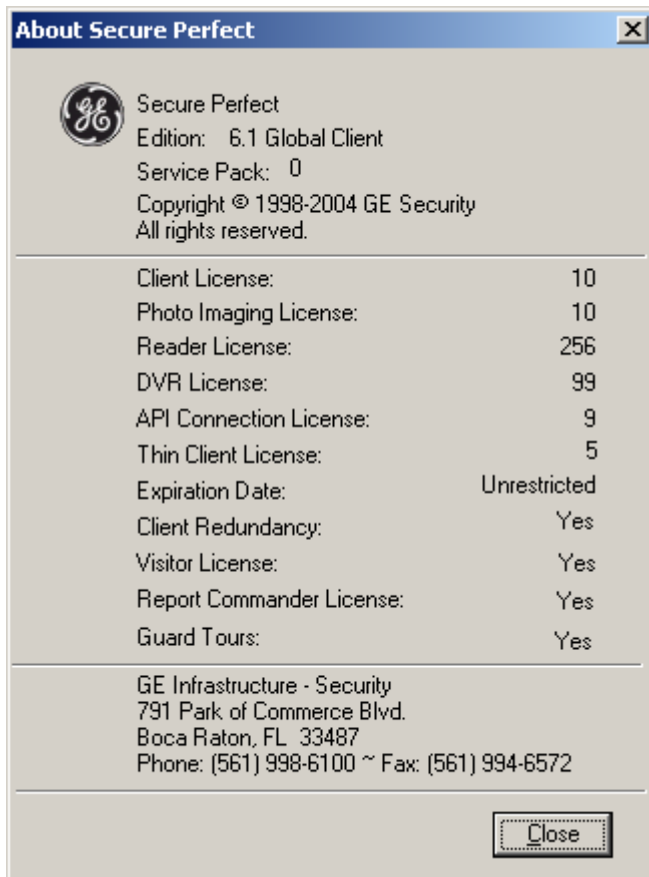 About Secure Perfect
GE
Secure Perfect
Edition: 6.1 Global Client
Service Pack: 0
Copyright © 1998-2004 GE Security
All rights reserved.
Client License: 10
Photo Imaging License: 10
Reader License: 256
DVR License: 99
API Connection License: 9
Thin Client License: 5
Expiration Date: Unrestricted
Client Redundancy: Yes
Visitor License: Yes
Report Commander License: Yes
Guard Tours: Yes
GE Infrastructure - Security
791 Park of Commerce Blvd.
Boca Raton, FL 33487
Phone: (561) 998-6100 ~ Fax: (561) 994-6572
Close